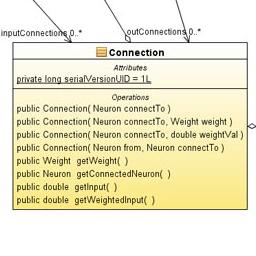 inputConnections 0..*
outConnections 0..*
Connection
Attributes
private long serialVersionUID = 1L
Operations
public Connection( Neuron connectTo )
public Connection( Neuron connectTo, Weight weight )
public Connection( Neuron connectTo, double weightVal )
public Connection( Neuron from, Neuron connectTo )
public Weight getWeight( )
public Neuron getConnectedNeuron( )
public double getInput( )
public double getWeightedInput( )